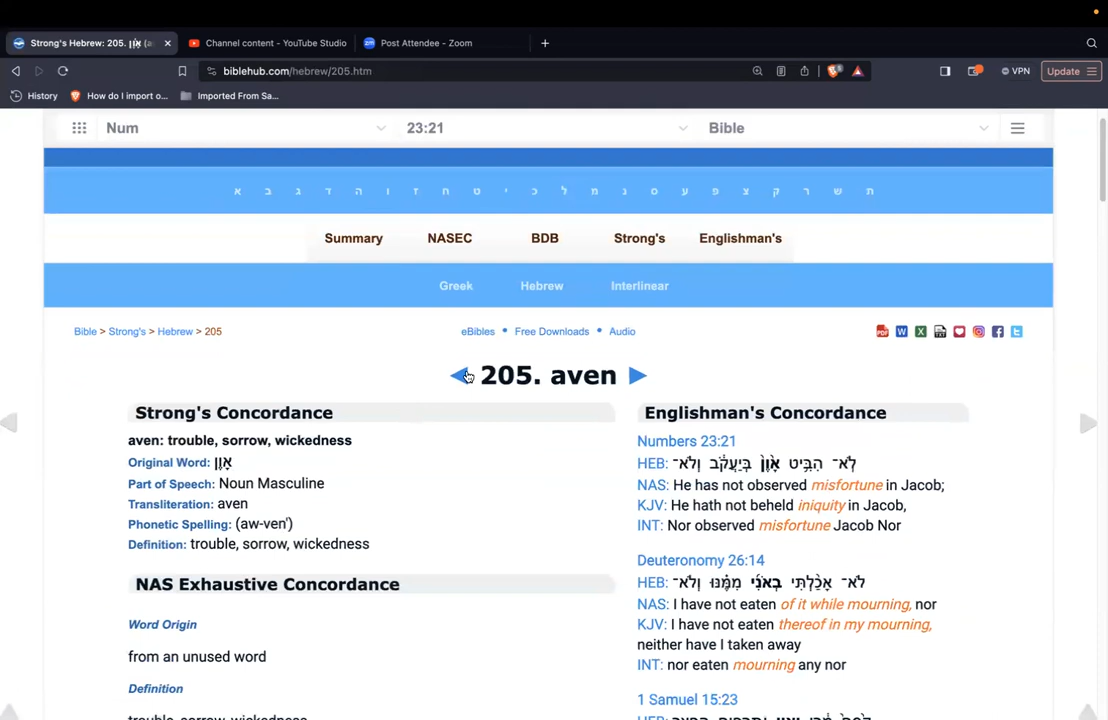 Strong's Hebrew: 205. אָוֶן (a
Channel content - YouTube Studio
Post Attendee - Zoom
biblehub.com/hebrew/205.htm
VPN
Update
History
How do I import o...
Imported From Sa...
Num
23:21
Bible
א ב ג ד ה ו ז ח ט י כ ל מ נ ס ע פ צ ק ר ש ת
Summary NASEC BDB Strong's Englishman's
Greek Hebrew Interlinear
Bible > Strong's > Hebrew > 205
eBibles • Free Downloads • Audio
205. aven
Strong's Concordance
aven: trouble, sorrow, wickedness
Original Word: אָוֶן
Part of Speech: Noun Masculine
Transliteration: aven
Phonetic Spelling: (aw-ven')
Definition: trouble, sorrow, wickedness
NAS Exhaustive Concordance
Word Origin
from an unused word
Definition
trouble, sorrow, wickedness
Englishman's Concordance
Numbers 23:21
HEB: לֹֽא־ הִבִּ֥יט אָ֙וֶן֙ בְּיַעֲקֹ֔ב וְלֹא־
NAS: He has not observed misfortune in Jacob;
KJV: He hath not beheld iniquity in Jacob,
INT: Nor observed misfortune Jacob Nor
Deuteronomy 26:14
HEB: לֹא־ אָכַ֨לְתִּי בְאֹנִ֜י מִמֶּ֗נּוּ וְלֹא־
NAS: I have not eaten of it while mourning, nor
KJV: I have not eaten thereof in my mourning,
neither have I taken away
INT: nor eaten mourning any nor
1 Samuel 15:23
HEB: